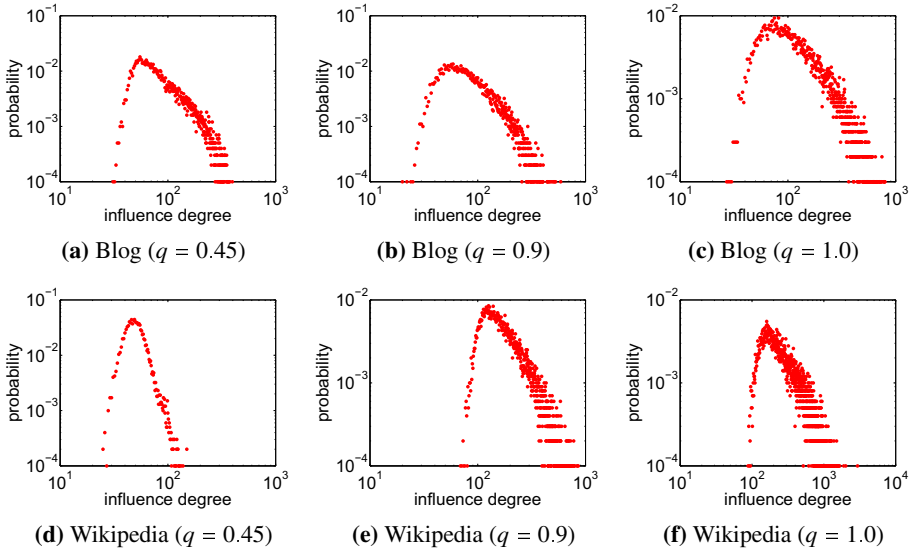 10^-1
10^-2
10^-3
10^-4
probability
10^1 10^2 10^3
influence degree
(a) Blog (q = 0.45)
10^-1
10^-2
10^-3
10^-4
probability
10^1 10^2 10^3
influence degree
(b) Blog (q = 0.9)
10^-2
10^-3
10^-4
probability
10^1 10^2 10^3
influence degree
(c) Blog (q = 1.0)
10^-1
10^-2
10^-3
10^-4
probability
10^1 10^2 10^3
influence degree
(d) Wikipedia (q = 0.45)
10^-2
10^-3
10^-4
probability
10^1 10^2 10^3
influence degree
(e) Wikipedia (q = 0.9)
10^-2
10^-3
10^-4
probability
10^1 10^2 10^3 10^4
influence degree
(f) Wikipedia (q = 1.0)